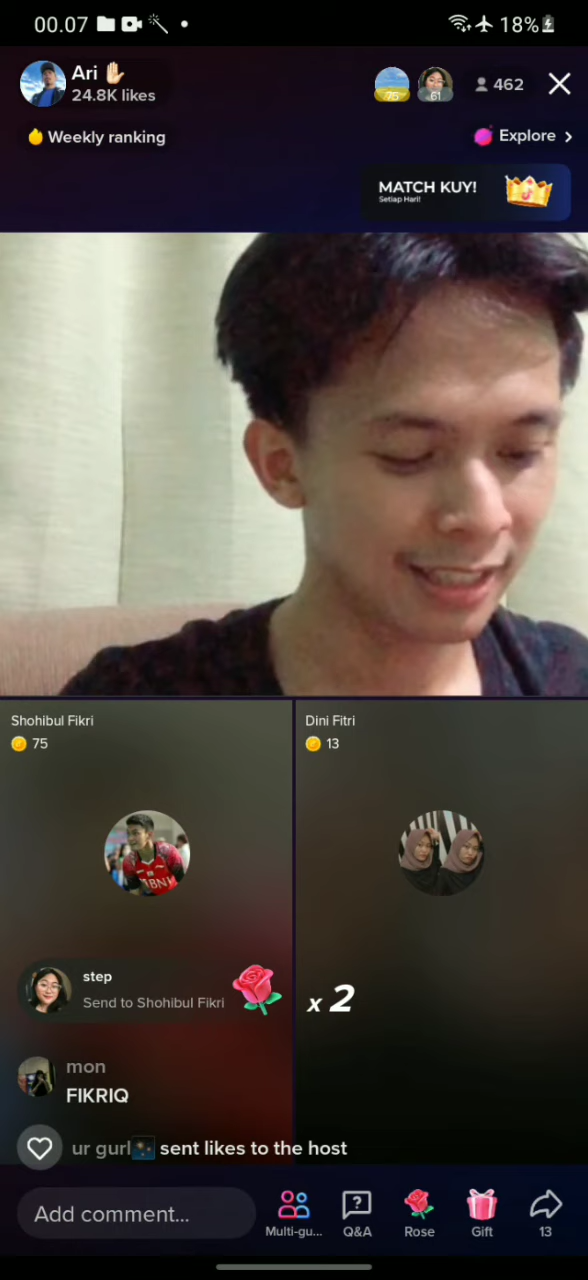 00.07
18%
Ari ✋🏻
24.8K likes
75
61
462
Weekly ranking
Explore >
MATCH KUY!
Setiap Hari!
Shohibul Fikri
75
Dini Fitri
13
step
Send to Shohibul Fikri
x 2
mon
FIKRIQ
ur gurl🎆 sent likes to the host
Add comment...
Multi-gu...
Q&A
Rose
Gift
13